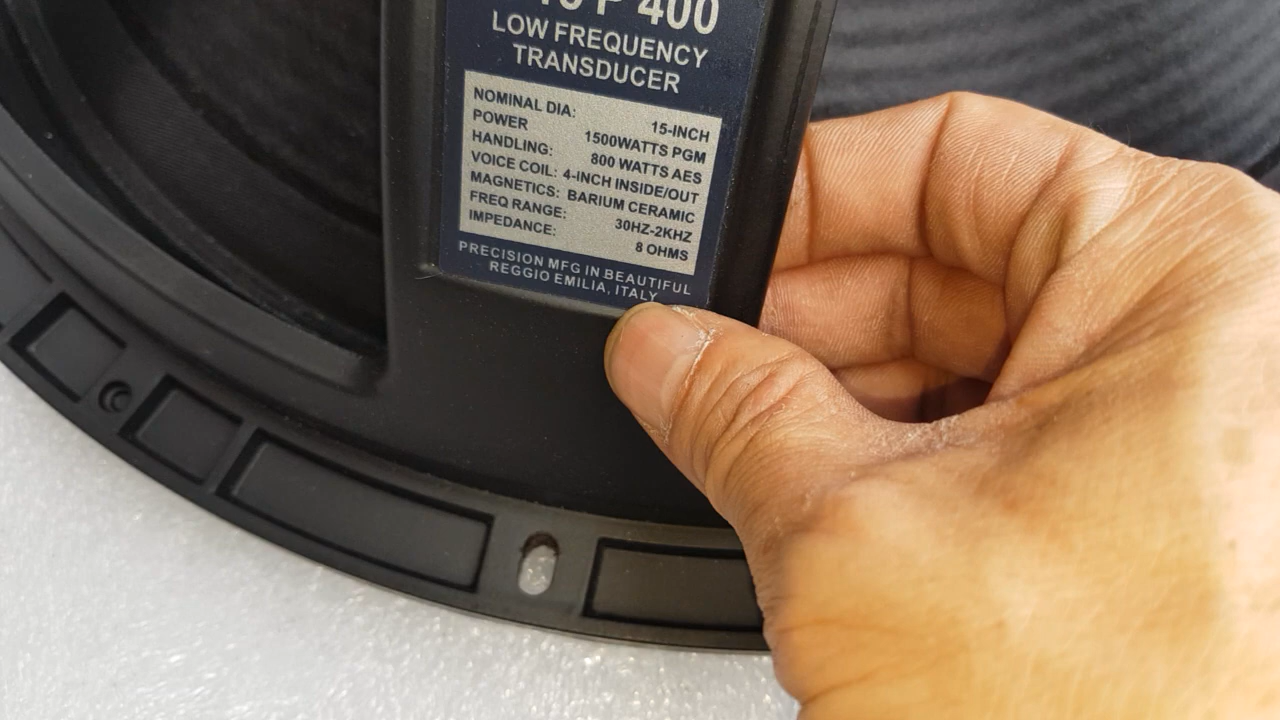 P 400
LOW FREQUENCY
TRANSDUCER
NOMINAL DIA: 15-INCH
POWER 1500WATTS PGM
HANDLING: 800 WATTS AES
VOICE COIL: 4-INCH INSIDE/OUT
MAGNETICS: BARIUM CERAMIC
FREQ RANGE: 30HZ-2KHZ
IMPEDANCE: 8 OHMS
PRECISION MFG IN BEAUTIFUL
REGGIO EMILIA, ITALY